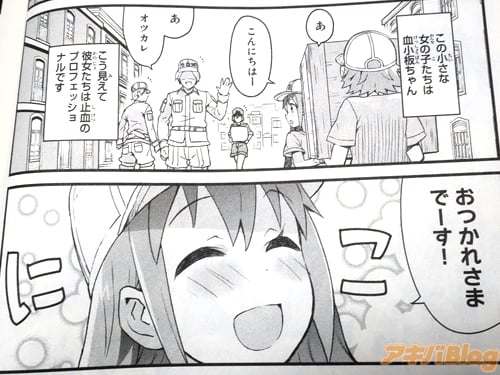 この小さな
女の子たちは
血小板ちゃん
あ
こんにちはー
あ
オツカレ
こう見えて
彼女たちは止血の
プロフェッショ
ナルです
おつかれさま
でーす!
にこ
アキバBlog